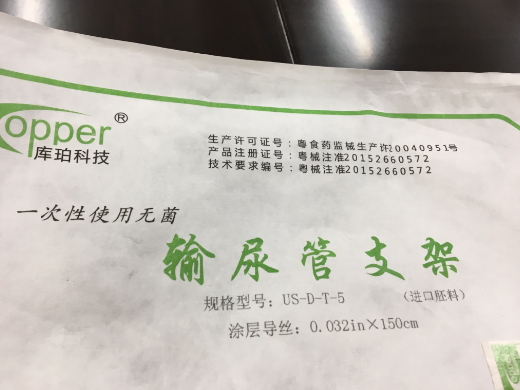 opper®
库珀科技
生产许可证号：粤食药监械生产许20040951号
产品注册证号：粤械注准20152660572
技术要求编号：粤械注准20152660572
一次性使用无菌
输尿管支架
规格型号：US-D-T-5 （进口胚料）
涂层导丝：0.032in×150cm